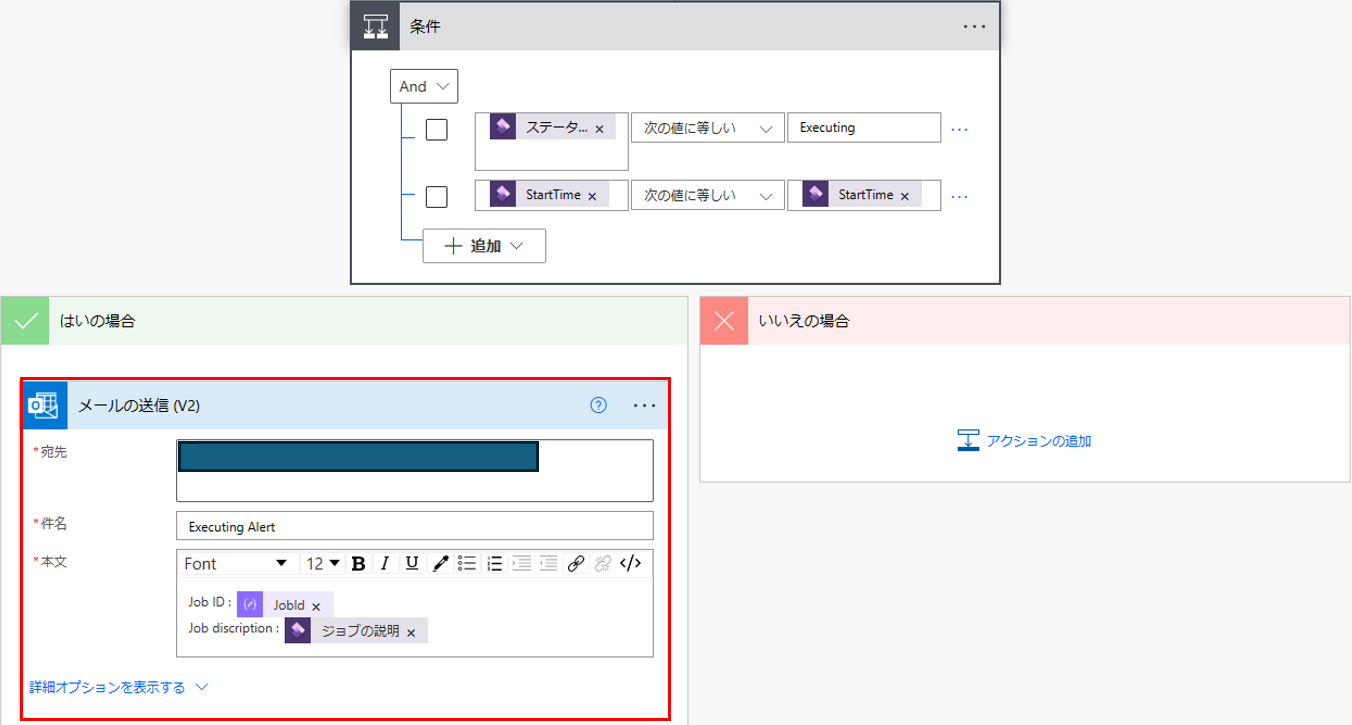 条件
And
ステータ... × 次の値に等しい Executing
StartTime × 次の値に等しい StartTime ×
追加
はいの場合
いいえの場合
メールの送信 (V2)
アクションの追加
*宛先
*件名 Executing Alert
*本文
Font 12 B I U </>
Job ID : JobId ×
Job discription : ジョブの説明 ×
詳細オプションを表示する